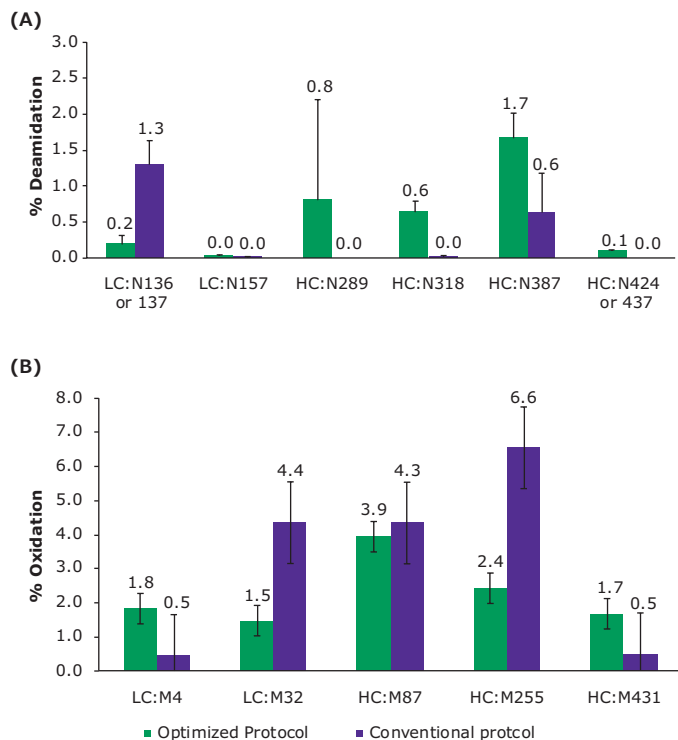 (A)
% Deamidation
3.0
2.5
2.0
1.5
1.0
0.5
0.0
0.2
1.3
0.0
0.0
0.8
0.0
0.6
0.0
1.7
0.6
0.1
0.0
LC:N136
or 137
LC:N157
HC:N289
HC:N318
HC:N387
HC:N424
or 437
(B)
% Oxidation
8.0
7.0
6.0
5.0
4.0
3.0
2.0
1.0
0.0
1.8
0.5
1.5
4.4
3.9
4.3
2.4
6.6
1.7
0.5
LC:M4
LC:M32
HC:M87
HC:M255
HC:M431
Optimized Protocol
Conventional protcol